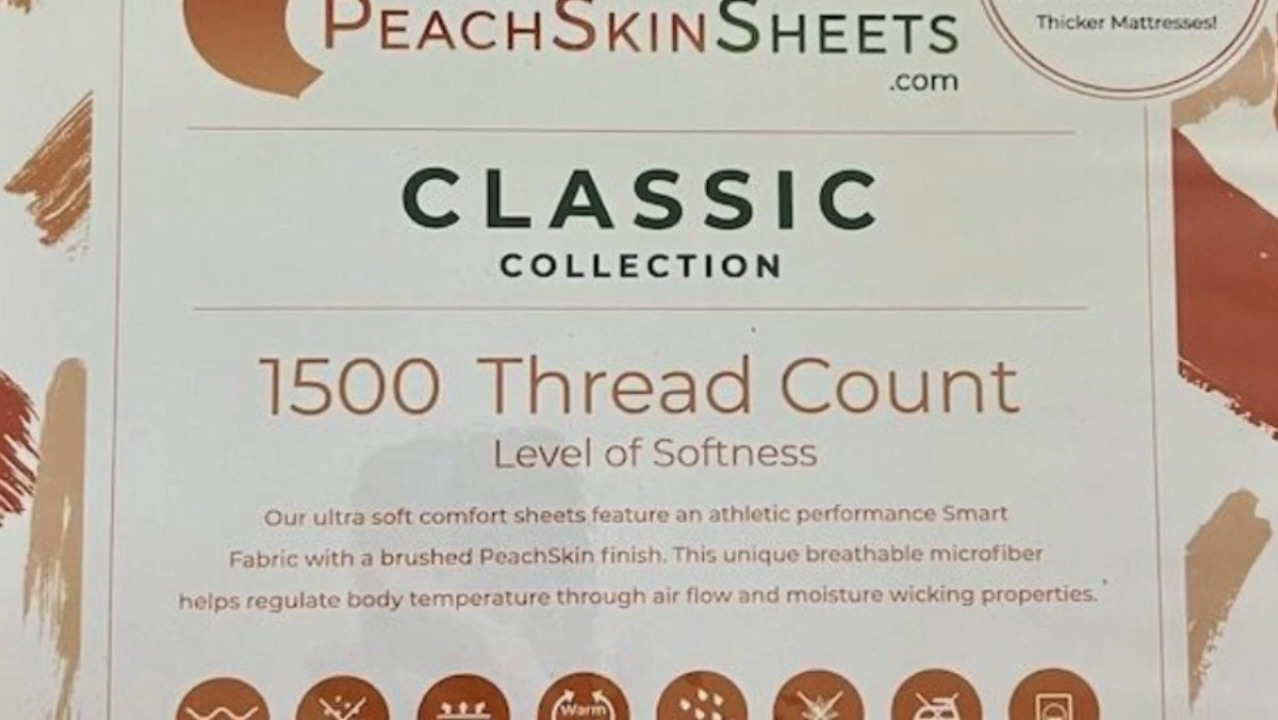 PEACHSKINSHEETS
.com
Thicker Mattresses!
CLASSIC
COLLECTION
1500 Thread Count
Level of Softness
Our ultra soft comfort sheets feature an athletic performance Smart
Fabric with a brushed PeachSkin finish. This unique breathable microfiber
helps regulate body temperature through air flow and moisture wicking properties.
Warm